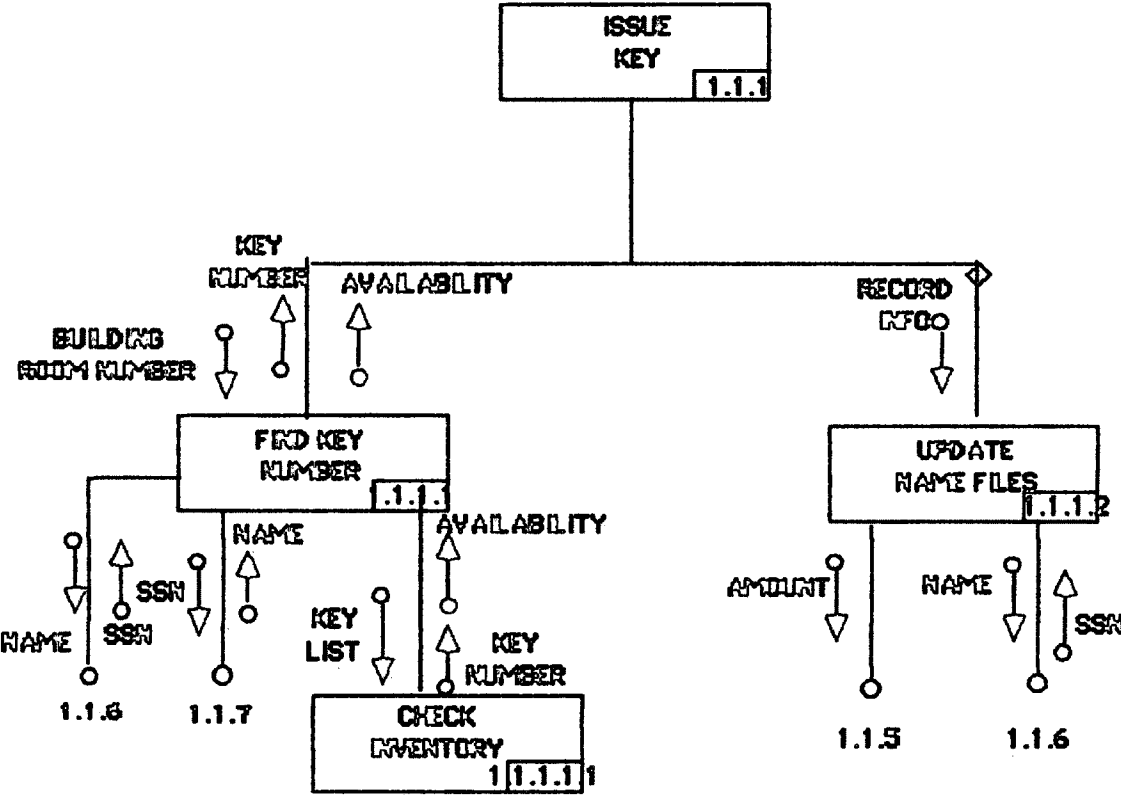 ISSUE
KEY
1.1.1
KEY
NUMBER
AVAILABILITY
RECORD
INFO
BUILDING
ROOM NUMBER
FIND KEY
NUMBER
1.1.1.1
UPDATE
NAME FILES
1.1.1.2
NAME
AVAILABILITY
SSN
AMOUNT
NAME
SSN
NAME
SSN
KEY
LIST
KEY
NUMBER
1.1.6
1.1.7
CHECK
INVENTORY
1.1.1.1.1
1.1.5
1.1.6